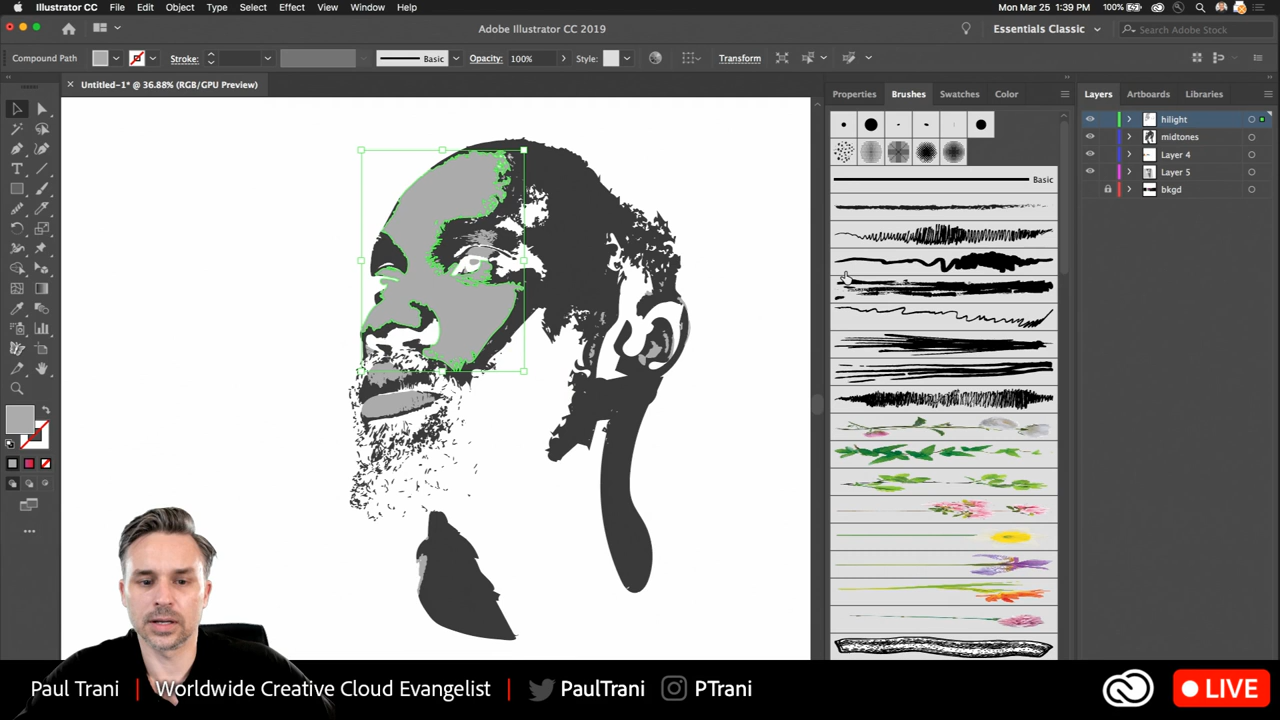 Illustrator CC File Edit Object Type Select Effect View Window Help 100% Mon Mar 25 1:39 PM
Adobe Illustrator CC 2019 Essentials Classic Search Adobe Stock
Compound Path Stroke: Basic Opacity: 100% Style: Transform
Untitled-1* @ 36.88% (RGB/GPU Preview)
Properties Brushes Swatches Color Layers Artboards Libraries
hilight
midtones
Layer 4
Layer 5
bkgd
Basic
Paul Trani | Worldwide Creative Cloud Evangelist | PaulTrani PTrani LIVE